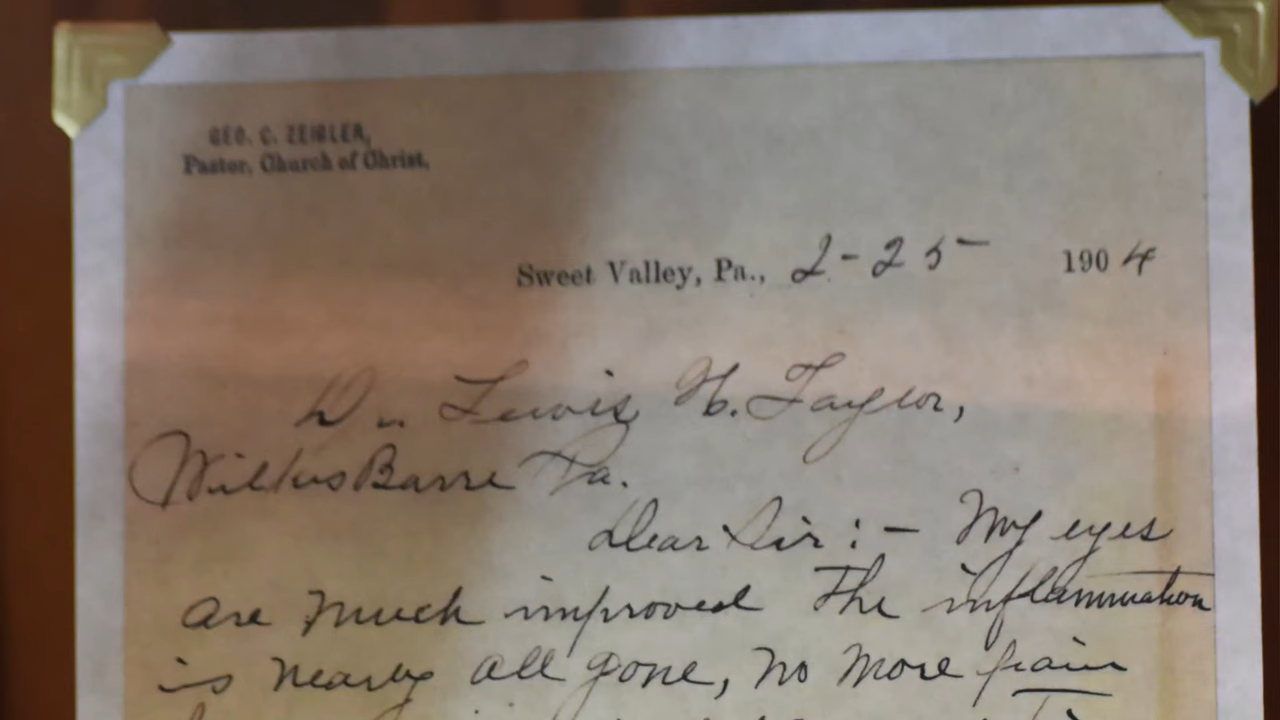 GEO. C. ZEIGLER,
Pastor, Church of Christ,
Sweet Valley, Pa., 2-25- 1904
Dr. Lewis H. Taylor,
Wilkes Barre Pa.
Dear Sir:- My eyes
are much improved The inflammation
is nearly all gone, no more pain